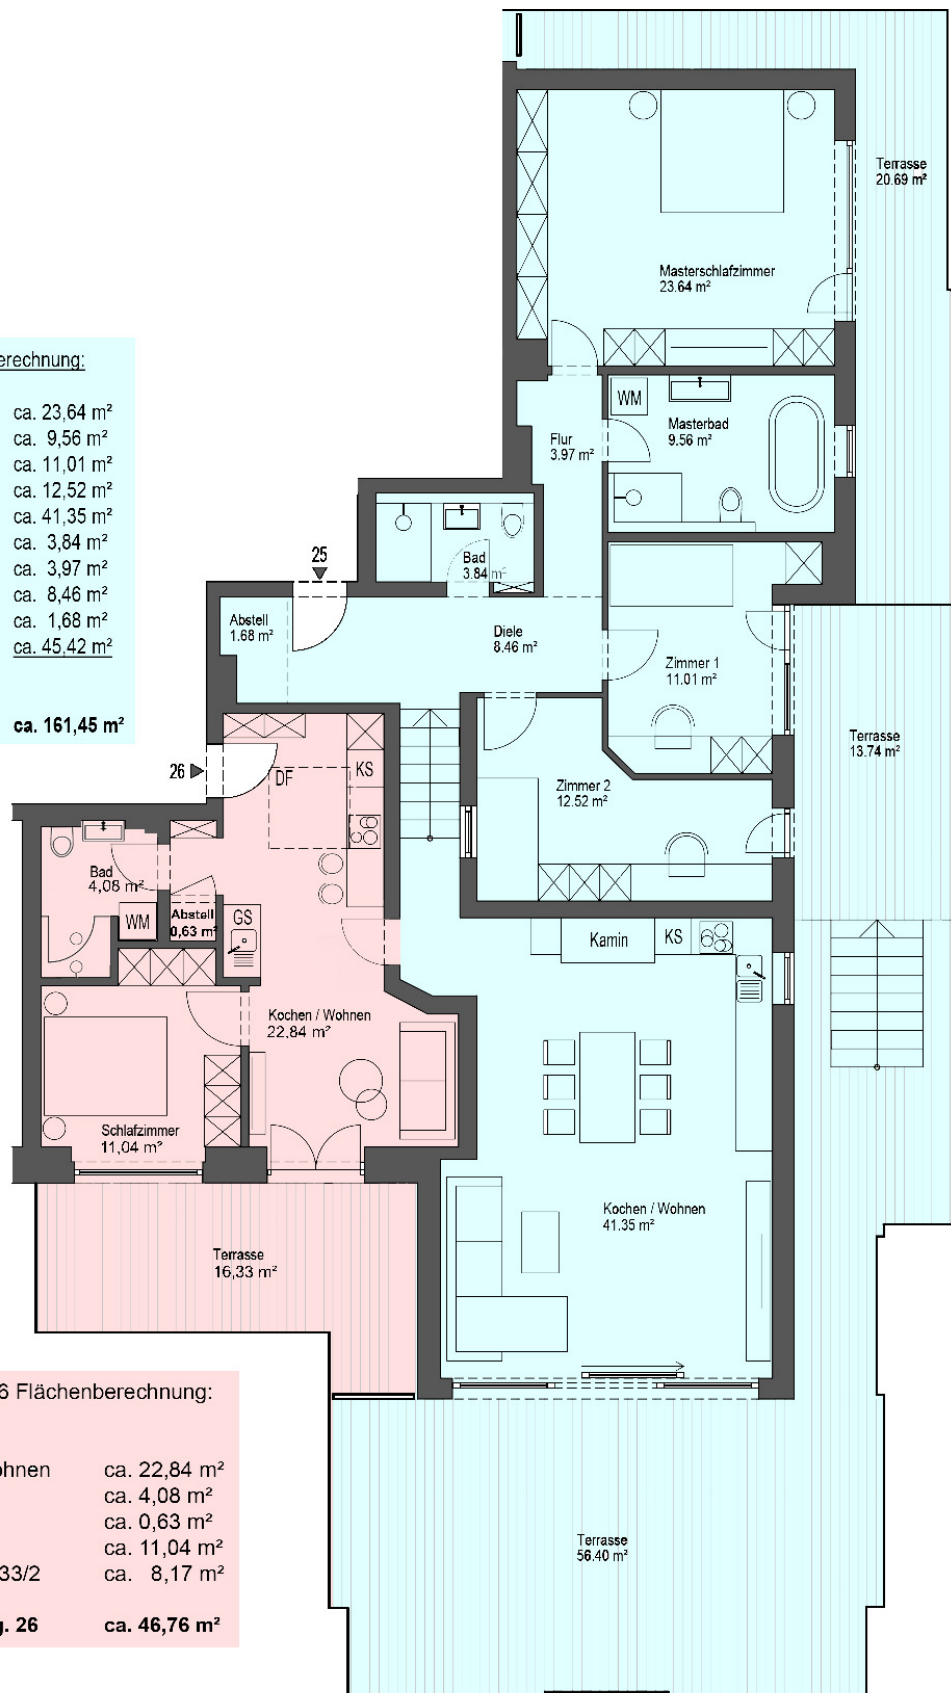 Terrasse
20.69 m²
Masterschlafzimmer
23.64 m²
erechnung:
ca. 23,64 m²
ca. 9,56 m²
ca. 11,01 m²
ca. 12,52 m²
ca. 41,35 m²
ca. 3,84 m²
ca. 3,97 m²
ca. 8,46 m²
ca. 1,68 m²
ca. 45,42 m²
ca. 161,45 m²
WM
Masterbad
9.56 m²
Flur
3.97 m²
25
Bad
3.84 m²
Abstell
1.68 m²
Diele
8.46 m²
Zimmer 1
11.01 m²
Terrasse
13.74 m²
26
DF
KS
Zimmer 2
12.52 m²
Bad
4,08 m²
WM
Abstell
0,63 m²
GS
Kamin
KS
Kochen / Wohnen
22,84 m²
Schlafzimmer
11,04 m²
Kochen / Wohnen
41.35 m²
Terrasse
16,33 m²
6 Flächenberechnung:
ohnen ca. 22,84 m²
ca. 4,08 m²
ca. 0,63 m²
ca. 11,04 m²
33/2 ca. 8,17 m²
g. 26 ca. 46,76 m²
Terrasse
56.40 m²